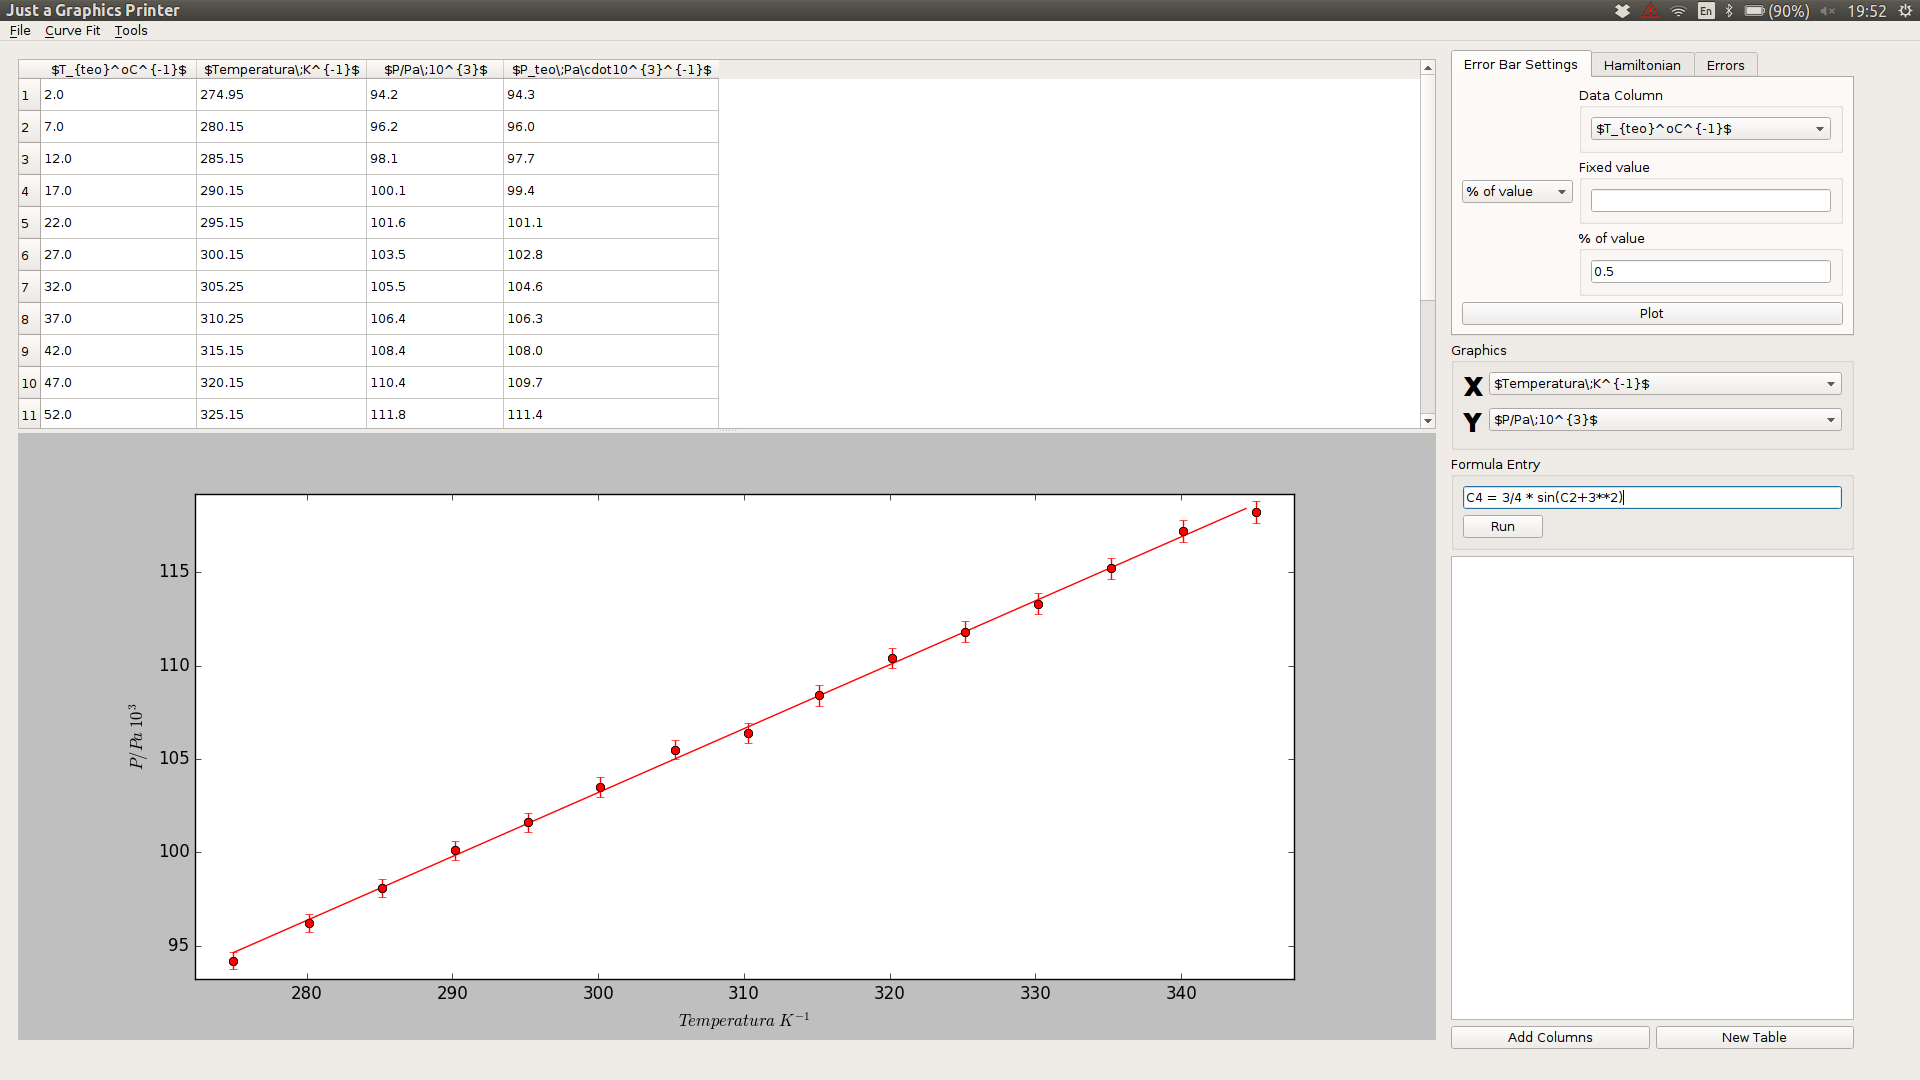 Just a Graphics Printer
En (90%) 19:52
File Curve Fit Tools
$T_{teo}^oC^{-1}$ $Temperatura\;K^{-1}$ $P/Pa\;10^{3}$ $P_teo\;Pa\cdot10^{3}^{-1}$
1 2.0 274.95 94.2 94.3
2 7.0 280.15 96.2 96.0
3 12.0 285.15 98.1 97.7
4 17.0 290.15 100.1 99.4
5 22.0 295.15 101.6 101.1
6 27.0 300.15 103.5 102.8
7 32.0 305.25 105.5 104.6
8 37.0 310.25 106.4 106.3
9 42.0 315.15 108.4 108.0
10 47.0 320.15 110.4 109.7
11 52.0 325.15 111.8 111.4
115
110
105
100
95
P/Pa 10^3
280 290 300 310 320 330 340
Temperatura K^{-1}
Error Bar Settings Hamiltonian Errors
Data Column
$T_{teo}^oC^{-1}$
Fixed value
% of value
% of value
0.5
Plot
Graphics
X $Temperatura\;K^{-1}$
Y $P/Pa\;10^{3}$
Formula Entry
C4 = 3/4 * sin(C2+3**2)
Run
Add Columns New Table